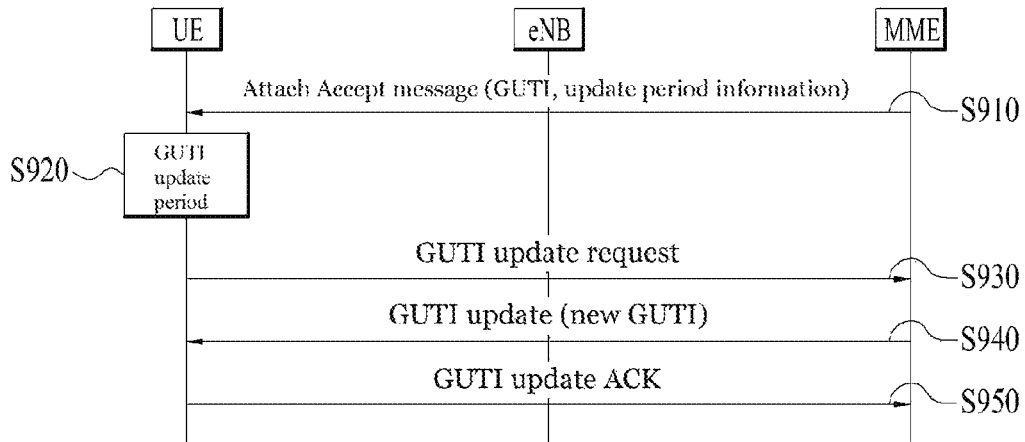 UE
eNB
MME
Attach Accept message (GUTI, update period information)
S910
S920
GUTI
update
period
GUTI update request
S930
GUTI update (new GUTI)
S940
GUTI update ACK
S950